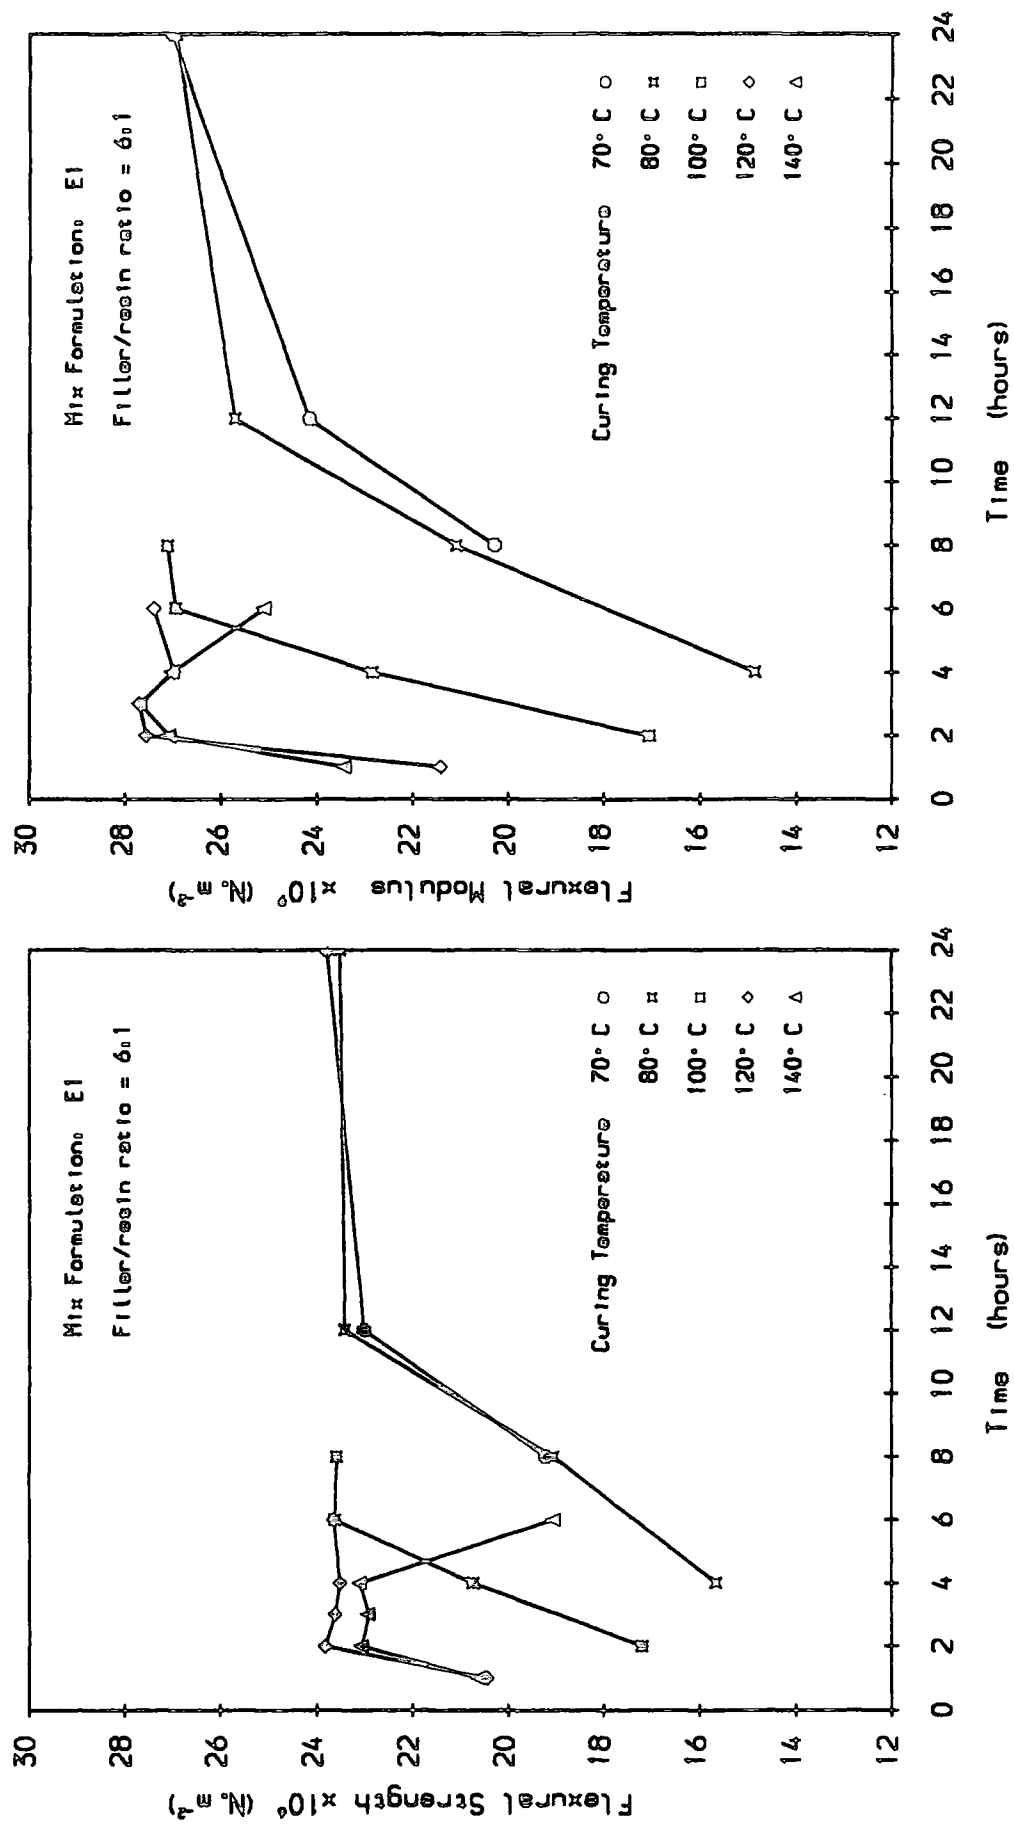 Flexural Strength x10⁶ (N.m⁻²)
30
28
26
24
22
20
18
16
14
12
Mix Formulation: E1
Filler/resin ratio = 6:1
Curing Temperature 70° C
80° C
100° C
120° C
140° C
0 2 4 6 8 10 12 14 16 18 20 22 24
Time (hours)
Flexural Modulus x10⁹ (N.m⁻²)
30
28
26
24
22
20
18
16
14
12
Mix Formulation: E1
Filler/resin ratio = 6:1
Curing Temperature 70° C
80° C
100° C
120° C
140° C
0 2 4 6 8 10 12 14 16 18 20 22 24
Time (hours)